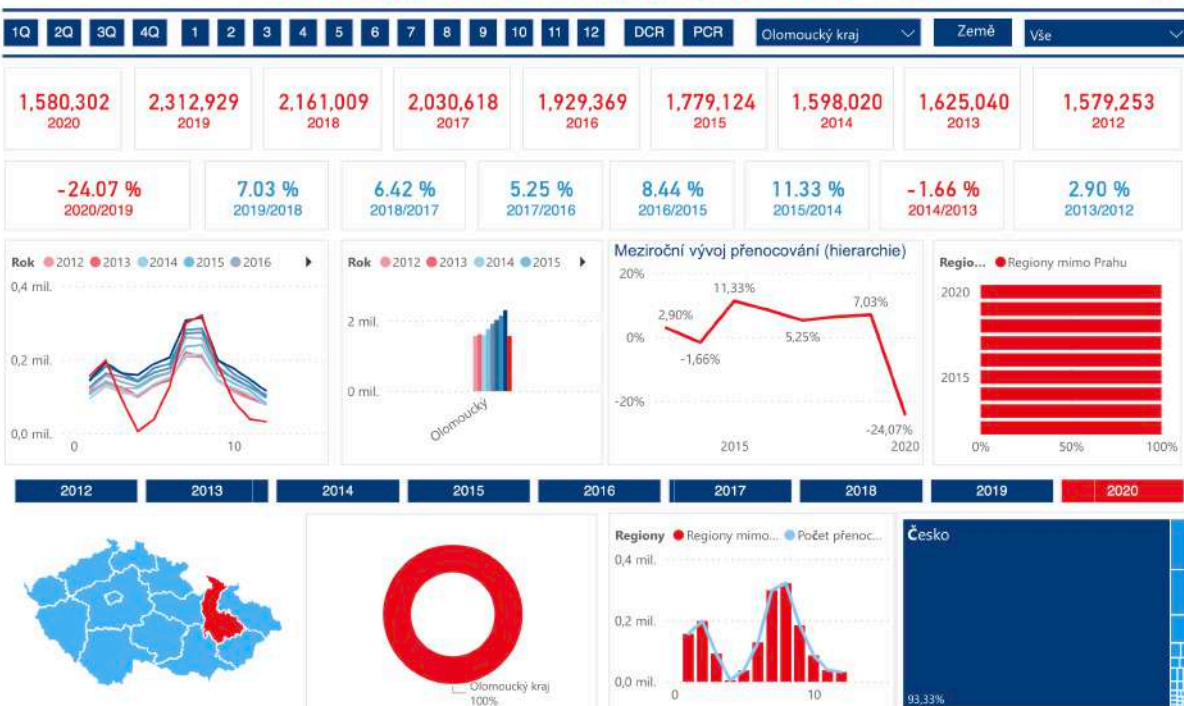 1Q 2Q 3Q 4Q 1 2 3 4 5 6 7 8 9 10 11 12 DCR PCR Olomoucký kraj Země Vše
1,580,302 2,312,929 2,161,009 2,030,618 1,929,369 1,779,124 1,598,020 1,625,040 1,579,253
2020 2019 2018 2017 2016 2015 2014 2013 2012
-24.07 % 7.03 % 6.42 % 5.25 % 8.44 % 11.33 % -1.66 % 2.90 %
2020/2019 2019/2018 2018/2017 2017/2016 2016/2015 2015/2014 2014/2013 2013/2012
Rok 2012 2013 2014 2015 2016
0,4 mil.
0,2 mil.
0,0 mil.
0 10
Rok 2012 2013 2014 2015
2 mil.
0 mil.
Olomoucký
Meziroční vývoj přenocování (hierarchie)
20%
11,33%
2,90%
7,03%
0%
5,25%
-1,66%
-20%
-24,07%
2015 2020
Regio... Regiony mimo Prahu
2020
2015
0% 50% 100%
2012 2013 2014 2015 2016 2017 2018 2019 2020
Olomoucký kraj
100%
Regiony Regiony mimo... Počet přenoc...
0,4 mil.
0,2 mil.
0,0 mil.
0 10
Česko
93,33%